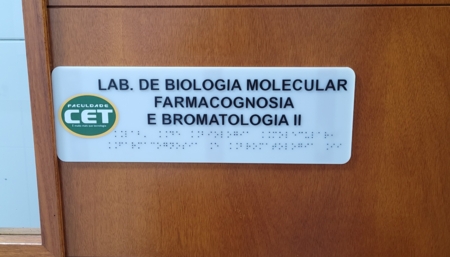 LAB. DE BIOLOGIA MOLECULAR
FARMACOGNOSIA
E BROMATOLOGIA II
FACULDADE
CET